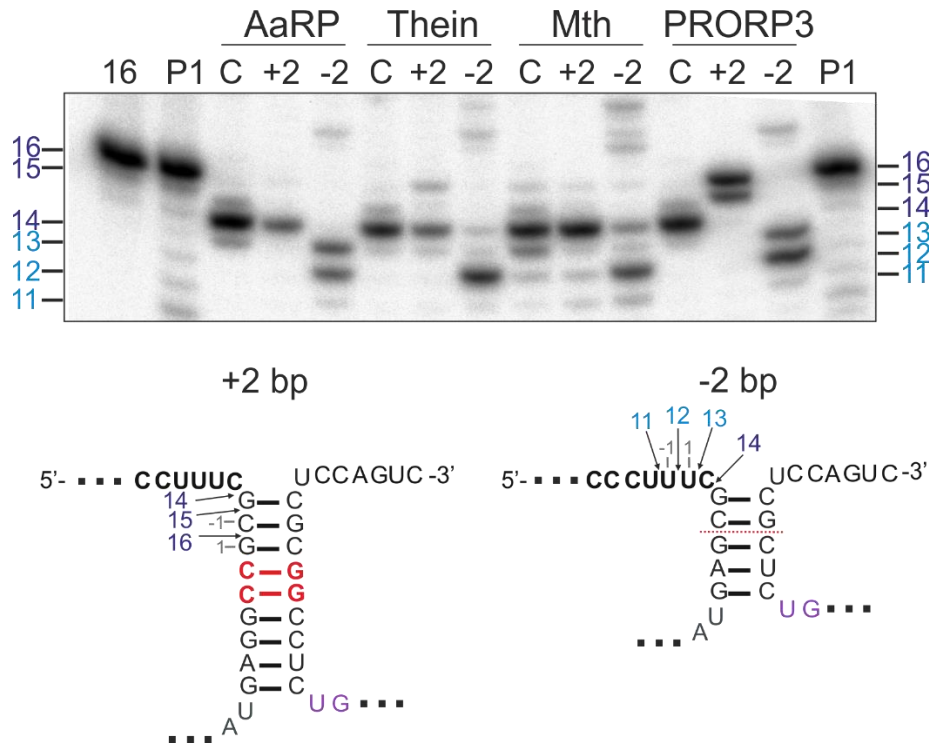 AaRP Thein Mth PRORP3
16 P1 C +2 -2 C +2 -2 C +2 -2 C +2 -2 P1
16 16
15 15
14 14
13 13
12 12
11 11
+2 bp -2 bp
11 12 13
-1 1 14
5'- ▪▪▪ CCUUUC UCCAGUC -3' 5'- ▪▪▪ CCCUUUC UCCAGUC -3'
14 G C G C
15 -1 C G C G
16 1 G C G C
C G A U
C G G C
G C U UG ▪▪▪
G C ▪▪▪ A
A U
G C
U UG ▪▪▪
▪▪▪ A